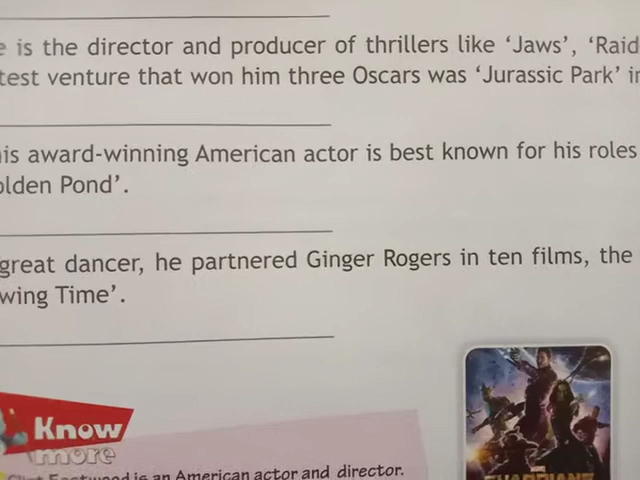 e is the director and producer of thrillers like ‘Jaws’, ‘Raid
test venture that won him three Oscars was ‘Jurassic Park’ in
his award-winning American actor is best known for his roles
olden Pond’.
great dancer, he partnered Ginger Rogers in ten films, the
wing Time’.
Know
more
Clint Eastwood is an American actor and director.
GUARDIANS